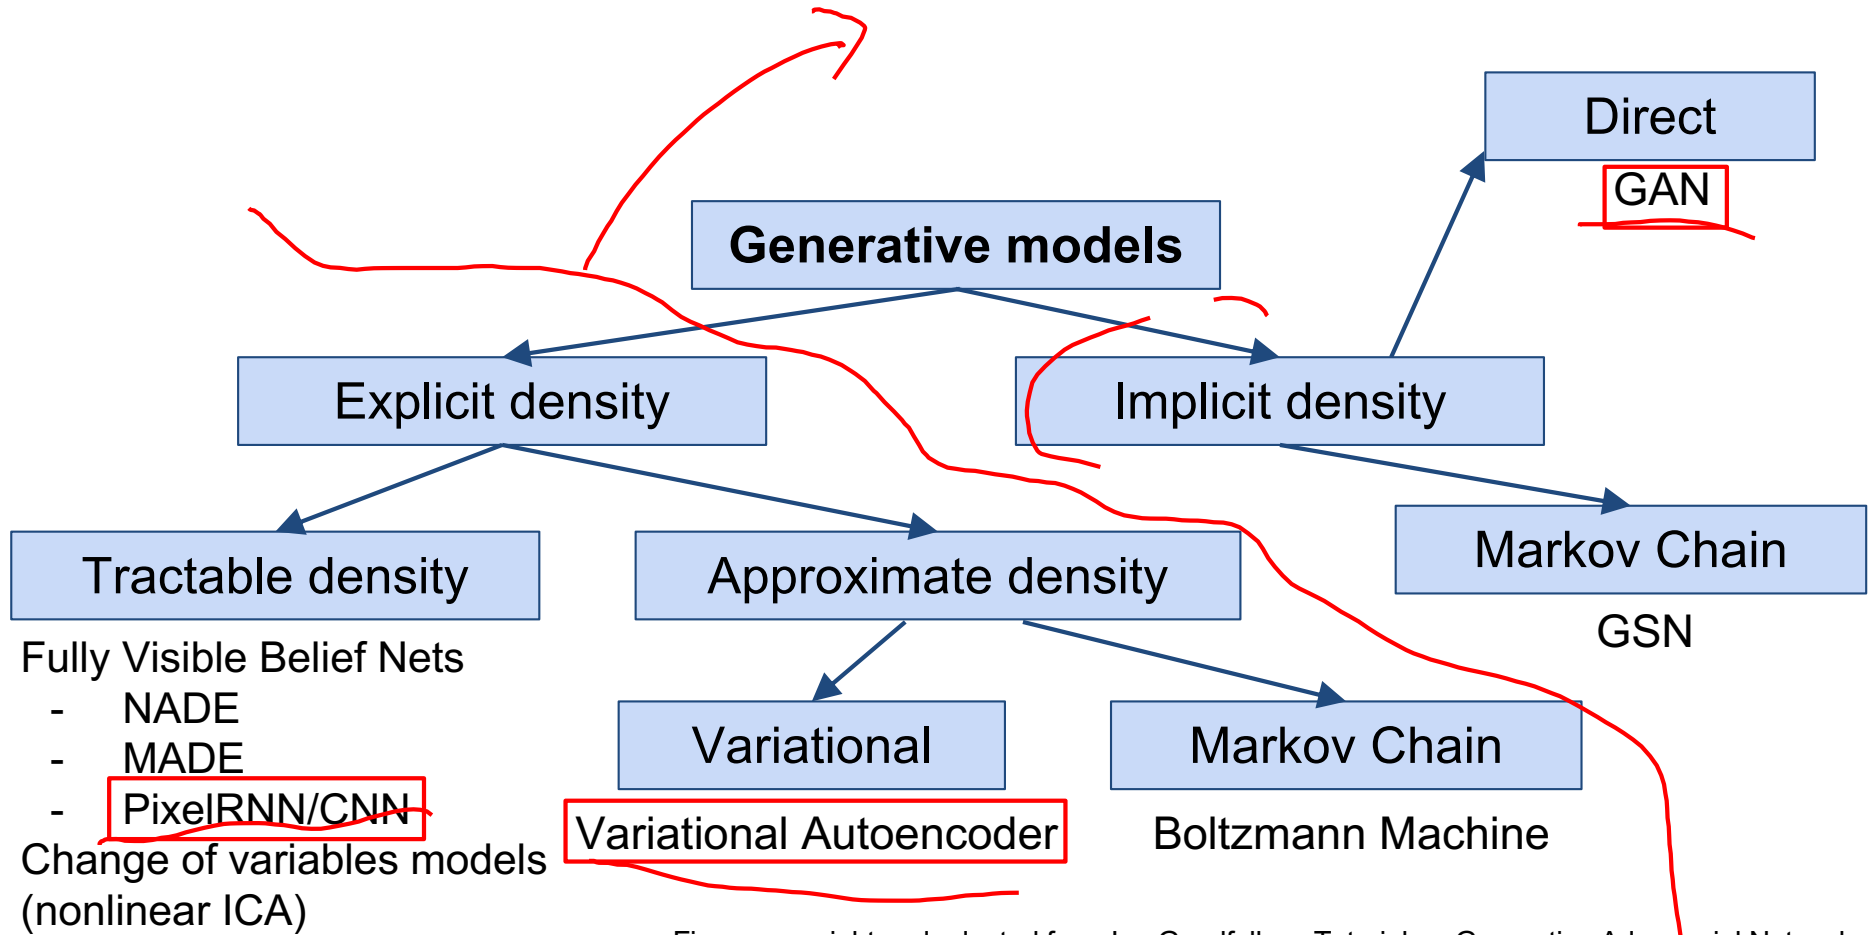 Direct
GAN
Generative models
Explicit density
Implicit density
Tractable density
Approximate density
Markov Chain
GSN
Fully Visible Belief Nets
- NADE
- MADE
- PixelRNN/CNN
Change of variables models
(nonlinear ICA)
Variational
Markov Chain
Variational Autoencoder
Boltzmann Machine